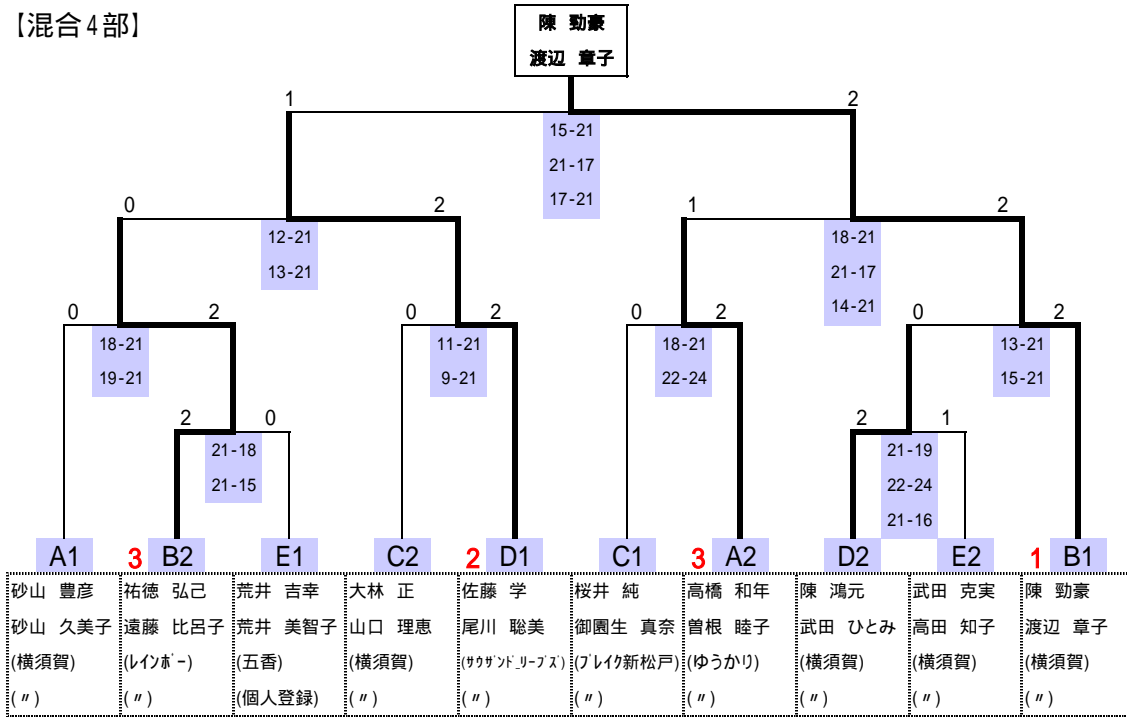 【混合4部】
陳 勁豪
渡辺 章子
1 2
15-21
21-17
17-21
0 2 1 2
12-21 18-21
13-21 21-17
14-21
0 2 0 2 0 2 0 2
18-21 11-21 18-21 13-21
19-21 9-21 22-24 15-21
2 0 2 1
21-18 21-19
21-15 22-24
21-16
A1 3 B2 E1 C2 2 D1 C1 3 A2 D2 E2 1 B1
砂山 豊彦 祐徳 弘己 荒井 吉幸 大林 正 佐藤 学 桜井 純 高橋 和年 陳 鴻元 武田 克実 陳 勁豪
砂山 久美子 遠藤 比呂子 荒井 美智子 山口 理恵 尾川 聡美 御園生 真奈 曽根 睦子 武田 ひとみ 高田 知子 渡辺 章子
(横須賀) (ﾚｲﾝﾎﾞｰ) (五香) (横須賀) (ｻｳｻﾞﾝﾄﾞ.ﾘｰﾌﾞｽﾞ) (ﾌﾞﾚｲｸ新松戸) (ゆうかり) (横須賀) (横須賀) (横須賀)
(〃) (〃) (個人登録) (〃) (〃) (〃) (〃) (〃) (〃) (〃)